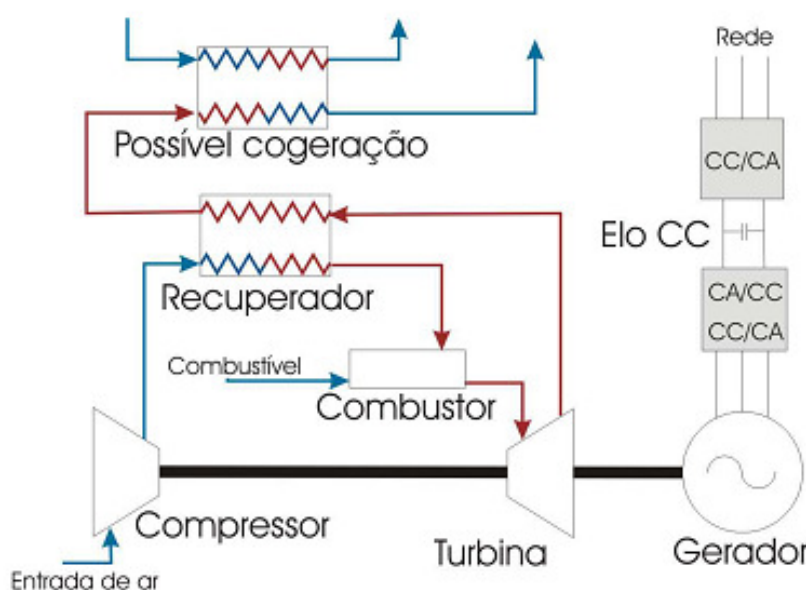 Rede
Possível cogeração
CC/CA
Elo CC
Recuperador
CA/CC
CC/CA
Combustível
Combustor
Compressor
Turbina
Gerador
Entrada de ar